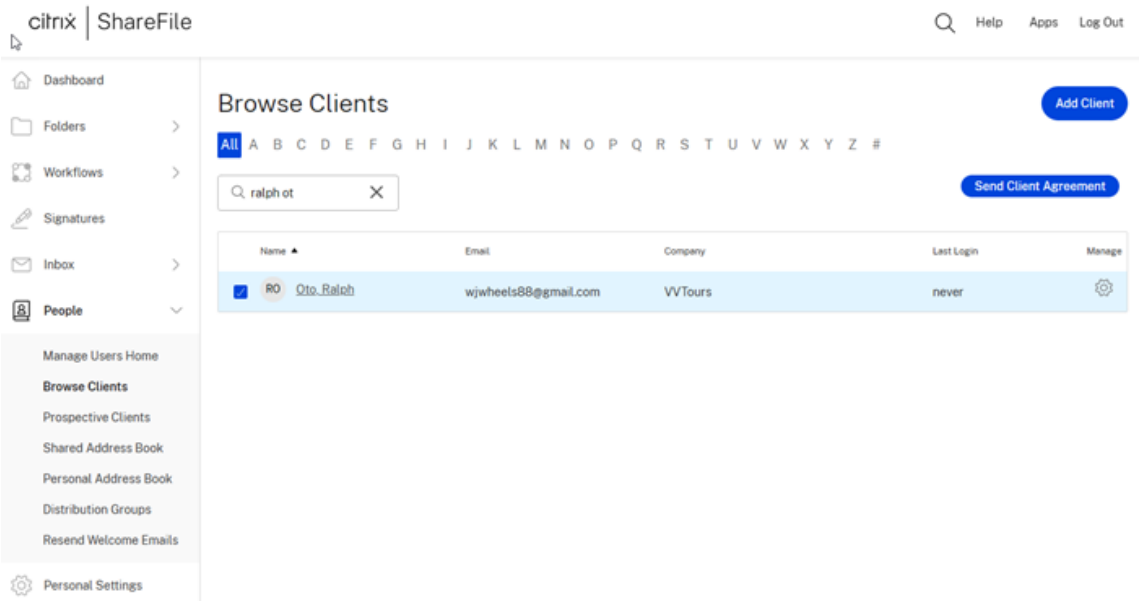 citrix | ShareFile
Help Apps Log Out
Dashboard
Folders
Workflows
Signatures
Inbox
People
Manage Users Home
Browse Clients
Prospective Clients
Shared Address Book
Personal Address Book
Distribution Groups
Resend Welcome Emails
Personal Settings
Browse Clients
Add Client
All A B C D E F G H I J K L M N O P Q R S T U V W X Y Z #
ralph ot
Send Client Agreement
Name Email Company Last Login Manage
RO Oto, Ralph wjwheels88@gmail.com VVTours never